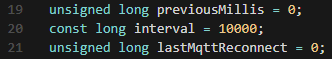 19 unsigned long previousMillis = 0;
20 const long interval = 10000;
21 unsigned long lastMqttReconnect = 0;